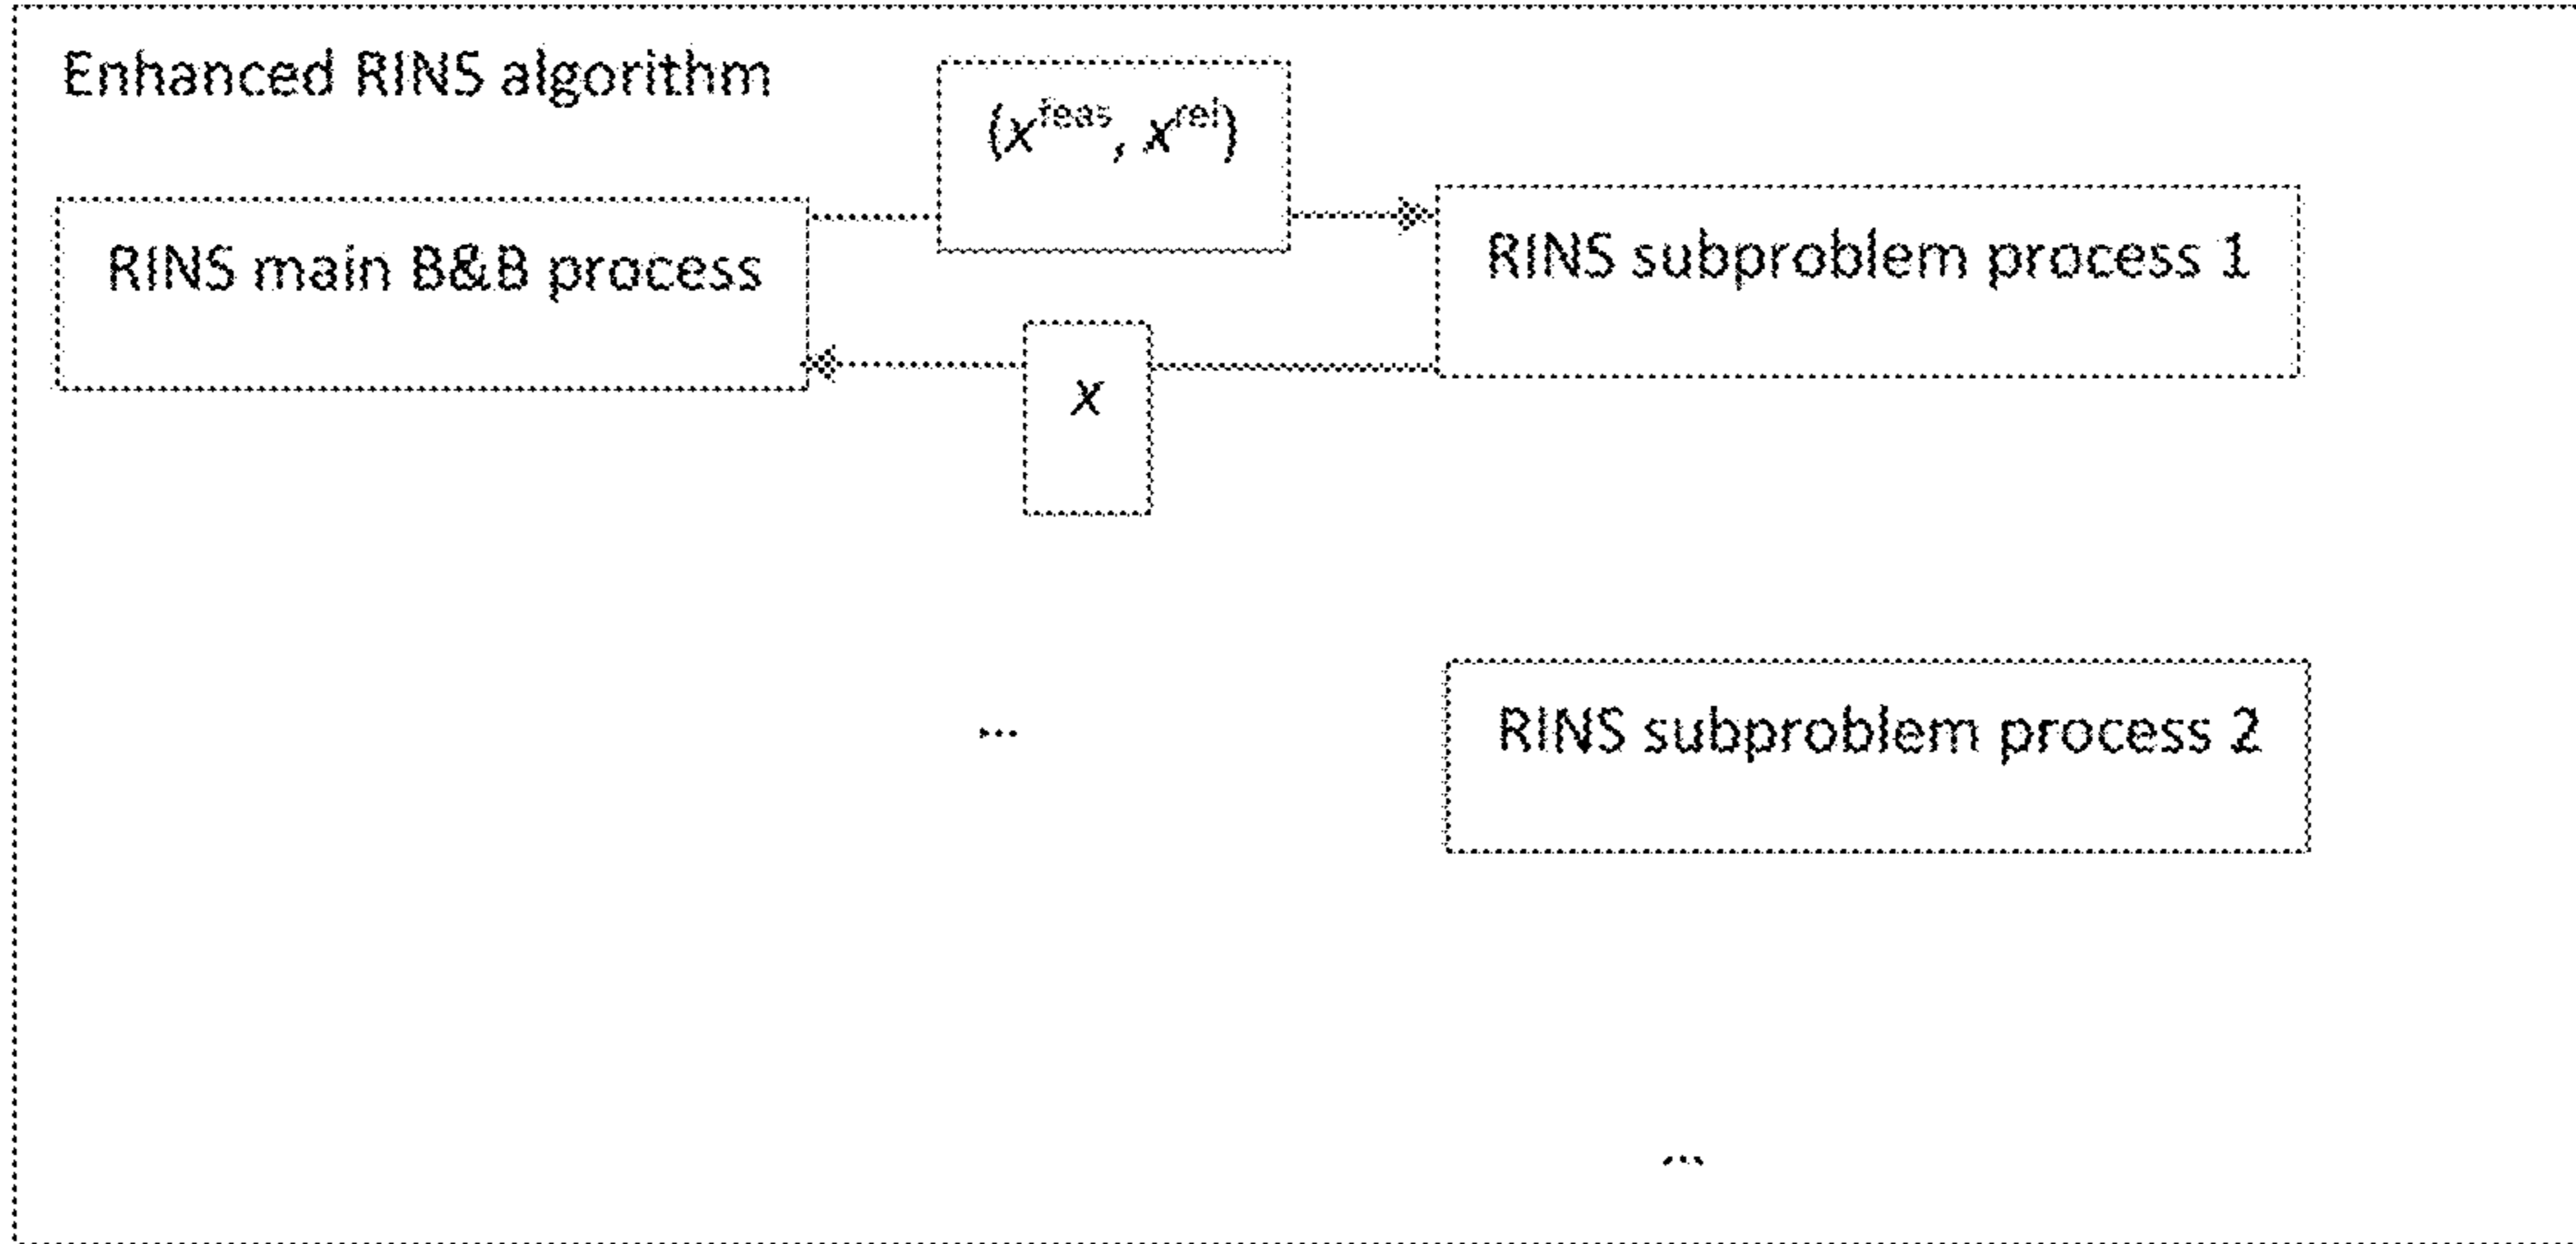 Enhanced RINS algorithm
(x^feas, x^rel)
RINS main B&B process
RINS subproblem process 1
x
...
RINS subproblem process 2
...